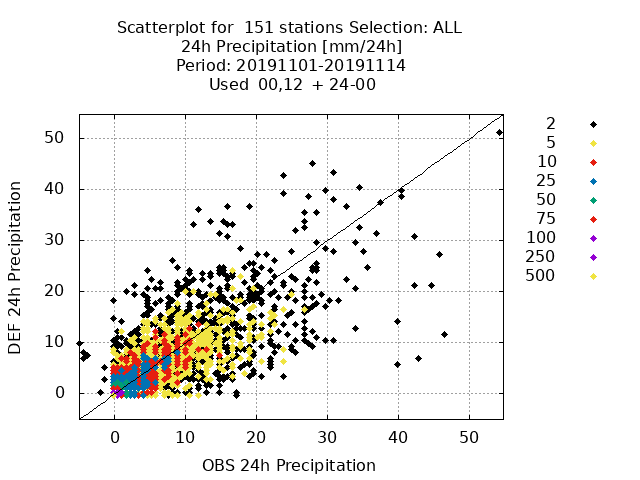 Scatterplot for  151 stations Selection: ALL
24h Precipitation [mm/24h]
Period: 20191101-20191114
Used  00,12  + 24-00
2
5
10
25
50
75
100
250
500
50
40
30
20
10
0
DEF 24h Precipitation
0 10 20 30 40 50
OBS 24h Precipitation